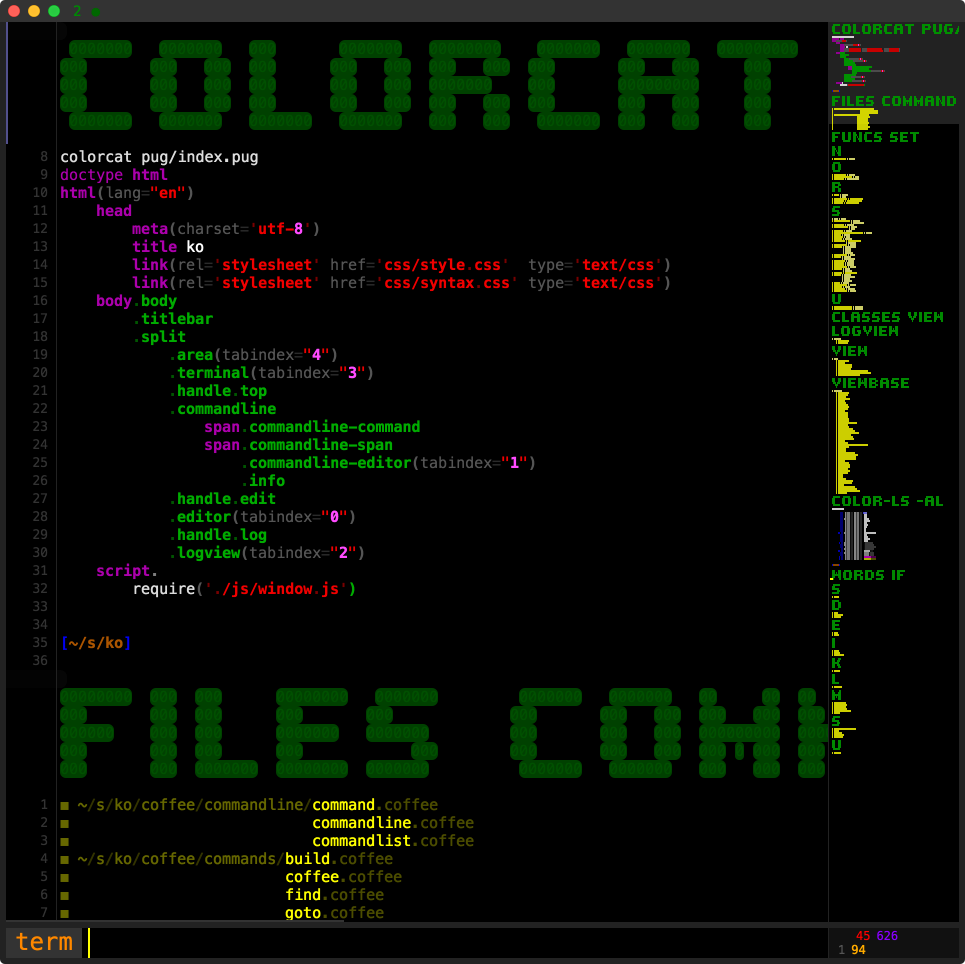 2
COLORCAT
8 colorcat pug/index.pug
9 doctype html
10 html(lang="en")
11 head
12 meta(charset='utf-8')
13 title ko
14 link(rel='stylesheet' href='css/style.css' type='text/css')
15 link(rel='stylesheet' href='css/syntax.css' type='text/css')
16 body.body
17 .titlebar
18 .split
19 .area(tabindex="4")
20 .terminal(tabindex="3")
21 .handle.top
22 .commandline
23 span.commandline-command
24 span.commandline-span
25 .commandline-editor(tabindex="1")
26 .info
27 .handle.edit
28 .editor(tabindex="0")
29 .handle.log
30 .logview(tabindex="2")
31 script.
32 require('./js/window.js')
33
34
35 [~/s/ko]
36
FILES COM
1 ■ ~/s/ko/coffee/commandline/command.coffee
2 ■ commandline.coffee
3 ■ commandlist.coffee
4 ■ ~/s/ko/coffee/commands/build.coffee
5 ■ coffee.coffee
6 ■ find.coffee
7 ■ goto.coffee
term
COLORCAT PUG/
FILES COMMAND
FUNCS SET
N
O
R
S
U
CLASSES VIEW
LOGVIEW
VIEW
VIEWBASE
COLOR-LS -AL
WORDS IF
S
D
E
I
K
L
M
S
U
45 626
1 94